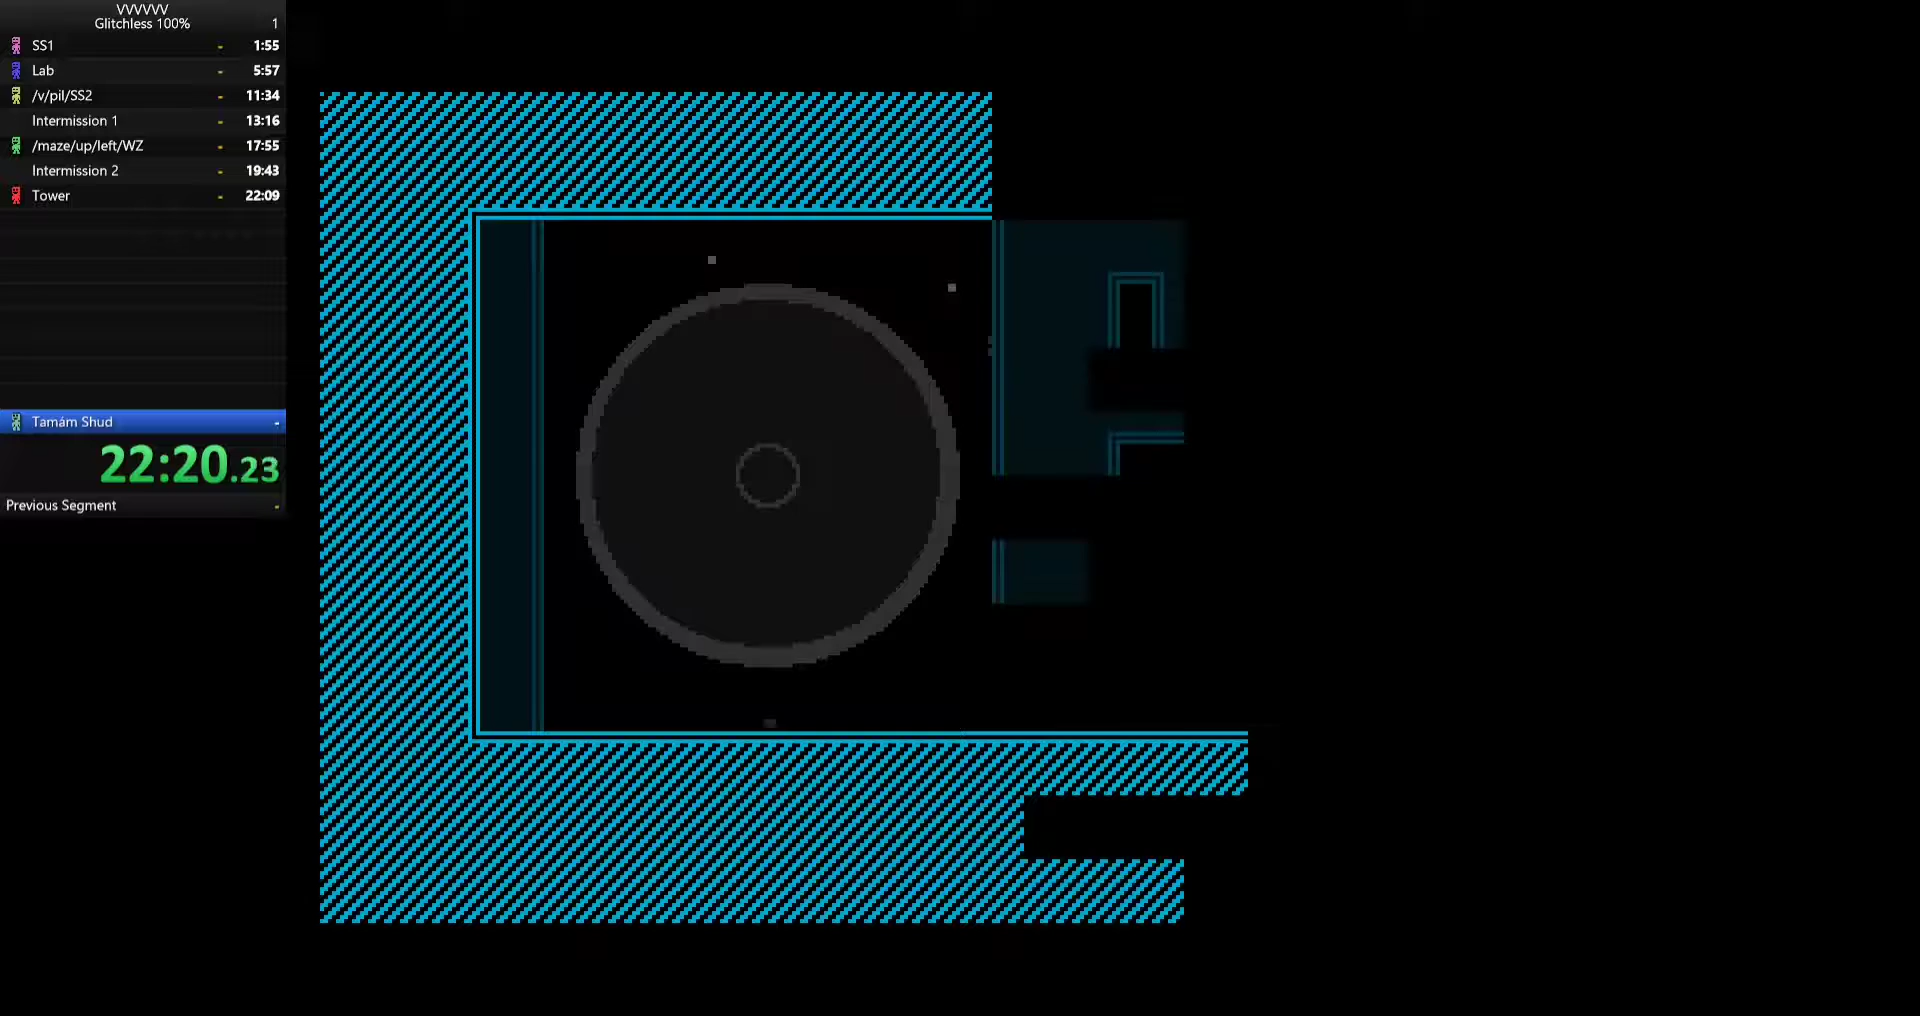 VVVVVV
Glitchless 100% 1
SS1 - 1:55
Lab - 5:57
/v/pil/SS2 - 11:34
Intermission 1 - 13:16
/maze/up/left/WZ - 17:55
Intermission 2 - 19:43
Tower - 22:09
Tamám Shud -
22:20.23
Previous Segment -